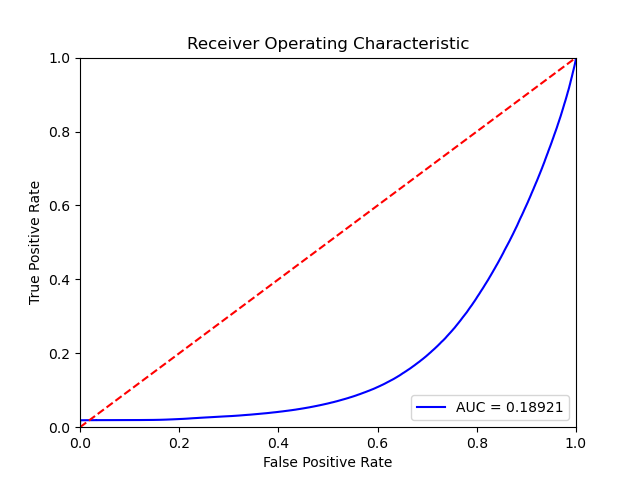 Receiver Operating Characteristic
True Positive Rate
1.0
0.8
0.6
0.4
0.2
0.0
AUC = 0.18921
0.0 0.2 0.4 0.6 0.8 1.0
False Positive Rate